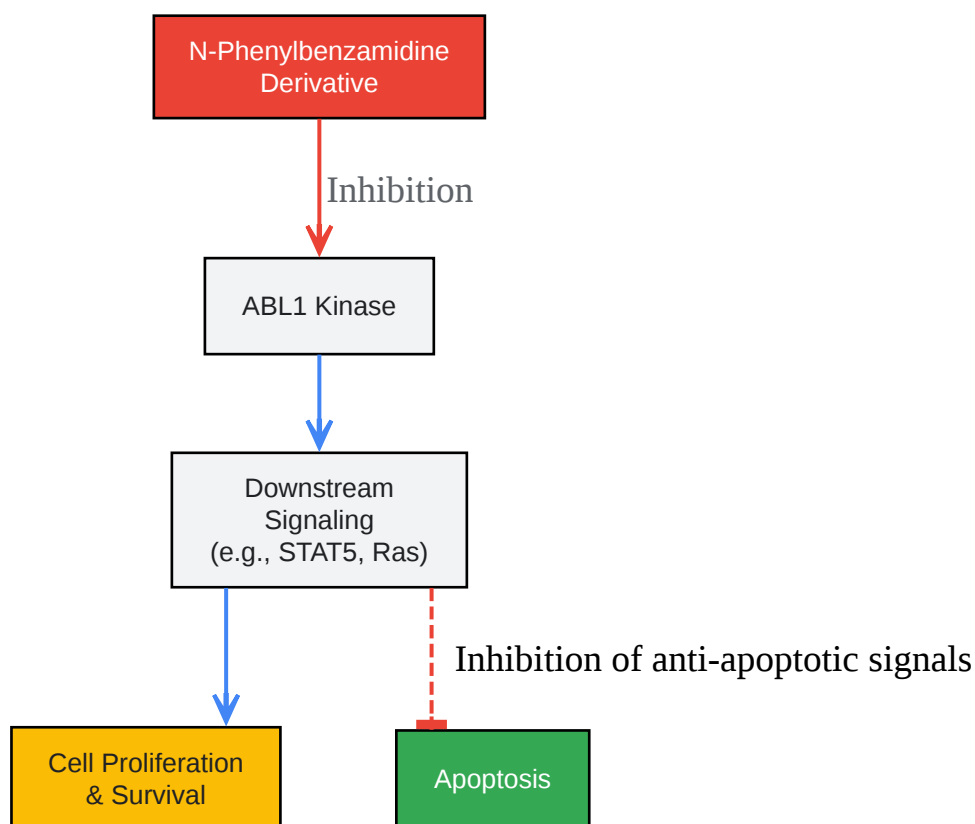 N-Phenylbenzamidine
Derivative
Inhibition
ABL1 Kinase
Downstream
Signaling
(e.g., STAT5, Ras)
Inhibition of anti-apoptotic signals
Cell Proliferation
& Survival
Apoptosis